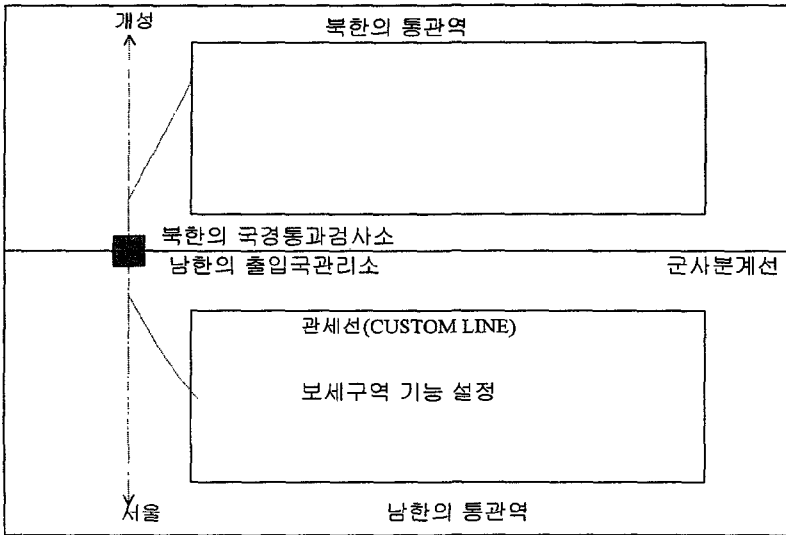 개성
북한의 통관역
북한의 국경통과검사소
남한의 출입국관리소
군사분계선
관세선(CUSTOM LINE)
보세구역 기능 설정
서울
남한의 통관역